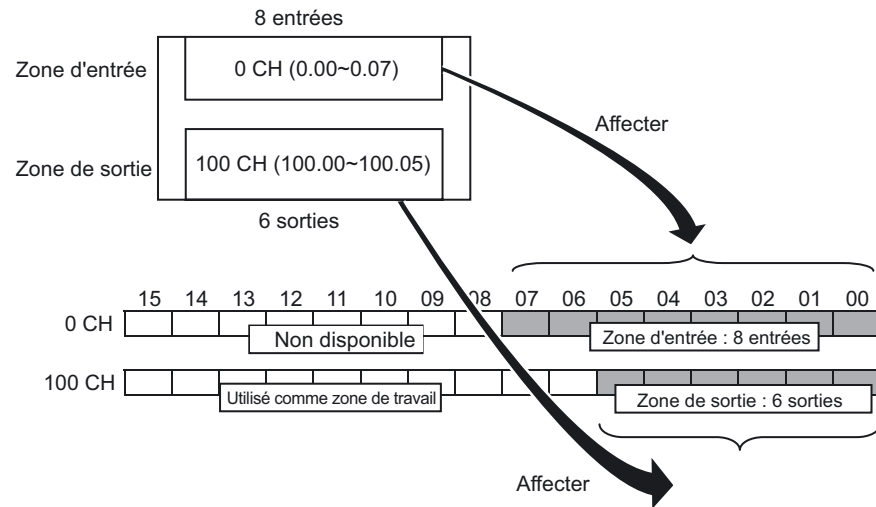 8 entrées
Zone d'entrée
0 CH (0.00~0.07)
Affecter
Zone de sortie
100 CH (100.00~100.05)
6 sorties
15 14 13 12 11 10 09 08 07 06 05 04 03 02 01 00
0 CH
Non disponible
Zone d'entrée : 8 entrées
100 CH
Utilisé comme zone de travail
Zone de sortie : 6 sorties
Affecter